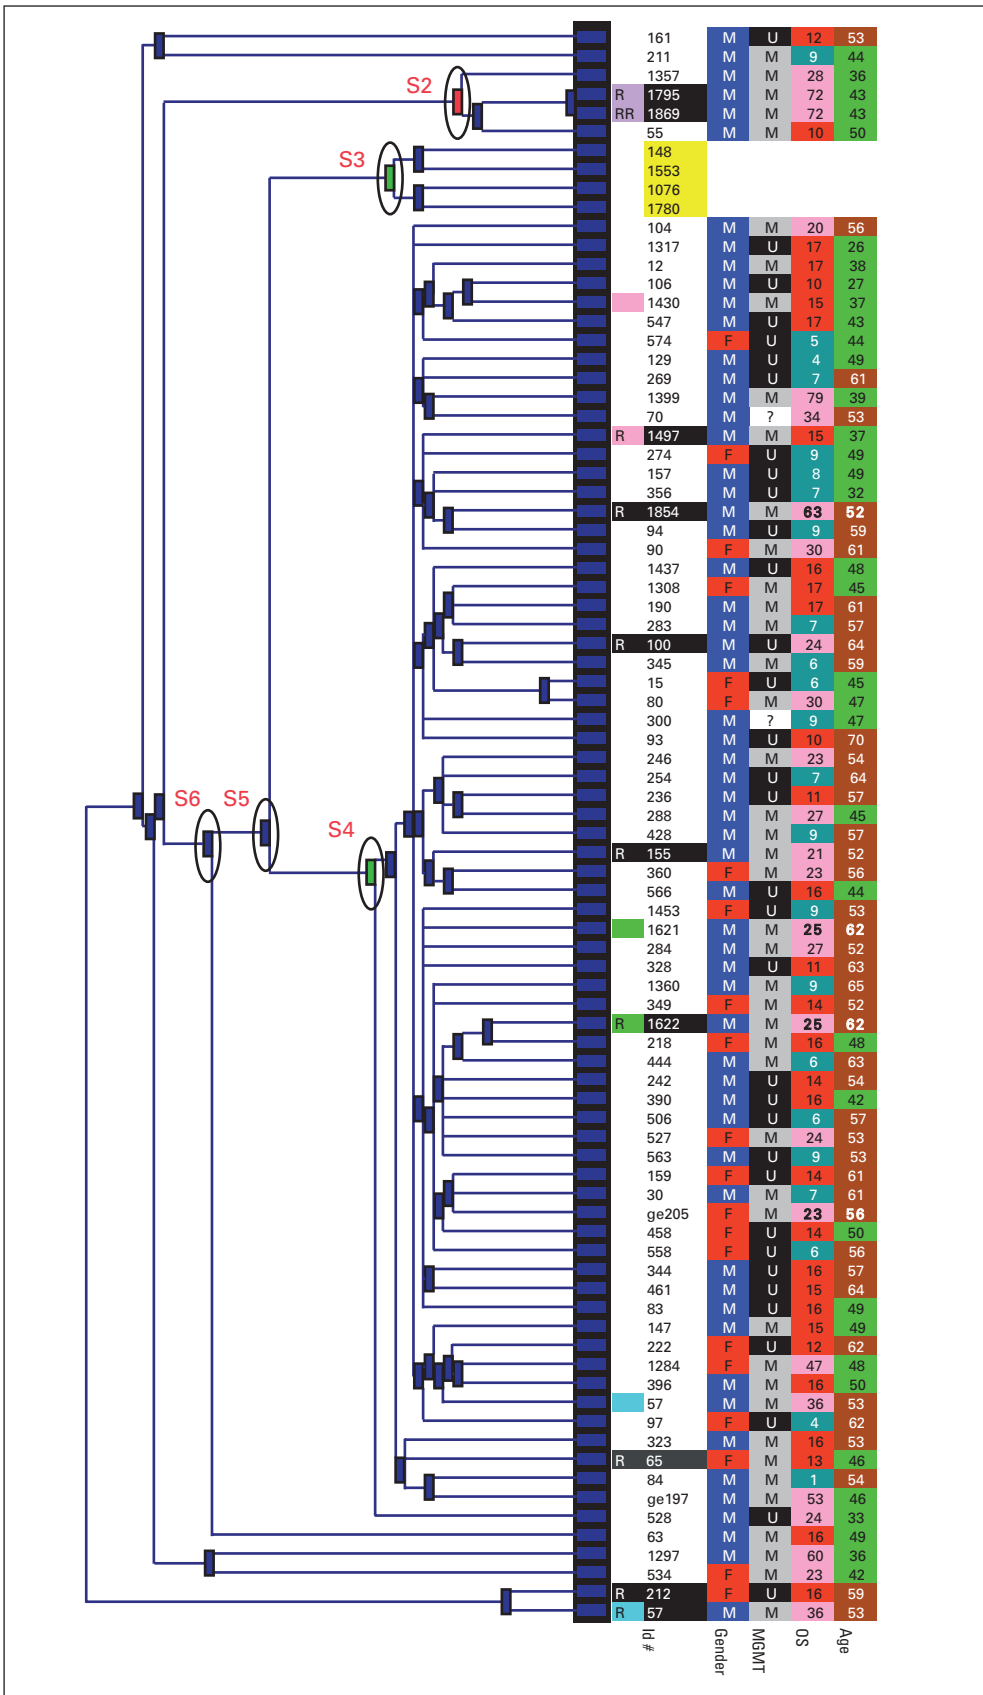 161 M U 12 53
211 M M 9 44
1357 M M 28 36
S2
R 1795 M M 72 43
RR 1869 M M 72 43
55 M M 10 50
148
S3
1553
1076
1780
104 M M 20 56
1317 M U 17 26
12 M M 17 38
106 M U 10 27
1430 M M 15 37
547 M U 17 43
574 F U 5 44
129 M U 4 49
269 M U 7 61
1399 M M 79 39
70 M ? 34 53
R 1497 M M 15 37
274 F U 9 49
157 M U 8 49
356 M U 7 32
R 1854 M M 63 52
94 M U 9 59
90 F M 30 61
1437 M U 16 48
1308 F M 17 45
190 M M 17 61
283 M M 7 57
R 100 M U 24 64
345 M M 6 59
15 F U 6 45
80 F M 30 47
300 M ? 9 47
93 M U 10 70
246 M M 23 54
254 M U 7 64
S6 S5
236 M U 11 57
288 M M 27 45
S4
428 M M 9 57
R 155 M M 21 52
360 F M 23 56
566 M U 16 44
1453 F U 9 53
1621 M M 25 62
284 M M 27 52
328 M U 11 63
1360 M M 9 65
349 F M 14 52
R 1622 M M 25 62
218 F M 16 48
444 M M 6 63
242 M U 14 54
390 M U 16 42
506 M U 6 57
527 F M 24 53
563 M U 9 53
159 F U 14 61
30 M M 7 61
ge205 F M 23 56
458 F U 14 50
558 F U 6 56
344 M U 16 57
461 M U 15 64
83 M U 16 49
147 M M 15 49
222 F U 12 62
1284 F M 47 48
396 M M 16 50
57 M M 36 53
97 F U 4 62
323 M M 16 53
R 65 F M 13 46
84 M M 1 54
ge197 M M 53 46
528 M U 24 33
63 M M 16 49
1297 M M 60 36
534 F M 23 42
R 212 F U 16 59
R 57 M M 36 53
Id # Gender MGMT OS Age